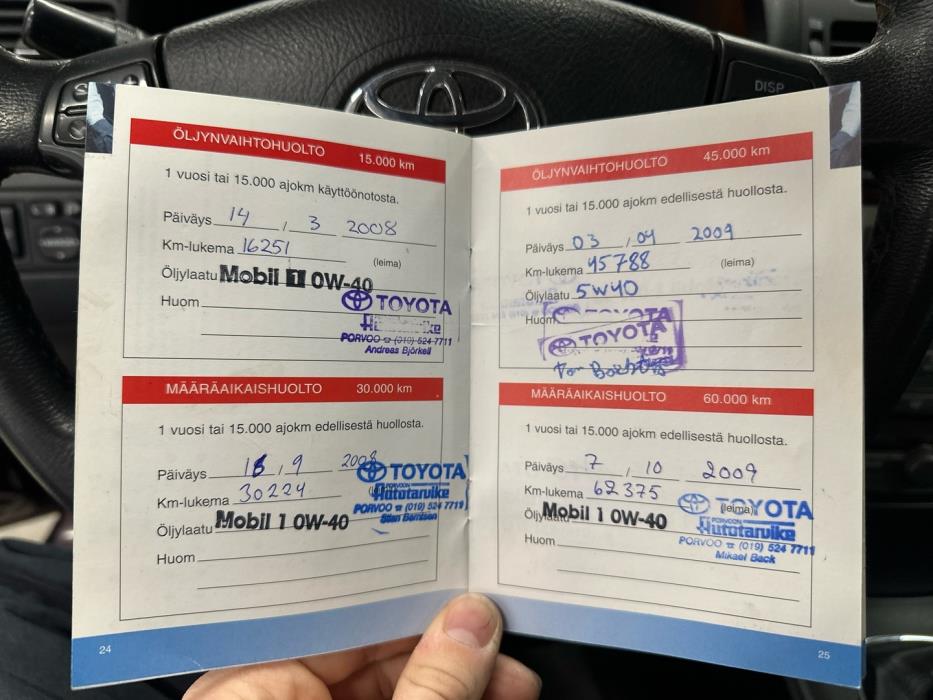 DISP
ÖLJYNVAIHTOHUOLTO 15.000 km
1 vuosi tai 15.000 ajokm käyttöönotosta.
Päiväys 14 , 3 2008
Km-lukema 16251 (leima)
Öljylaatu Mobil 1 0W-40
Huom
TOYOTA
PORVOO ☎ (019) 524 7711
Andreas Björkell
MÄÄRÄAIKAISHUOLTO 30.000 km
1 vuosi tai 15.000 ajokm edellisestä huollosta.
Päiväys , 9 2008
Km-lukema 30224
Öljylaatu Mobil 1 0W-40
Huom
TOYOTA
PORVOON
Autotarvike
PORVOO ☎ (019) 524 7711
24
ÖLJYNVAIHTOHUOLTO 45.000 km
1 vuosi tai 15.000 ajokm edellisestä huollosta.
Päiväys 03 , 04 2009
Km-lukema 45788 (leima)
Öljylaatu 5W40
Huom
TOYOTA
TOYOTA
MÄÄRÄAIKAISHUOLTO 60.000 km
1 vuosi tai 15.000 ajokm edellisestä huollosta.
Päiväys 7 , 10 2009
Km-lukema 62375
(leima)
Öljylaatu Mobil 1 0W-40
Huom
TOYOTA
PORVOON
Autotarvike
PORVOO ☎ (019) 524 7711
Mikael Back
25